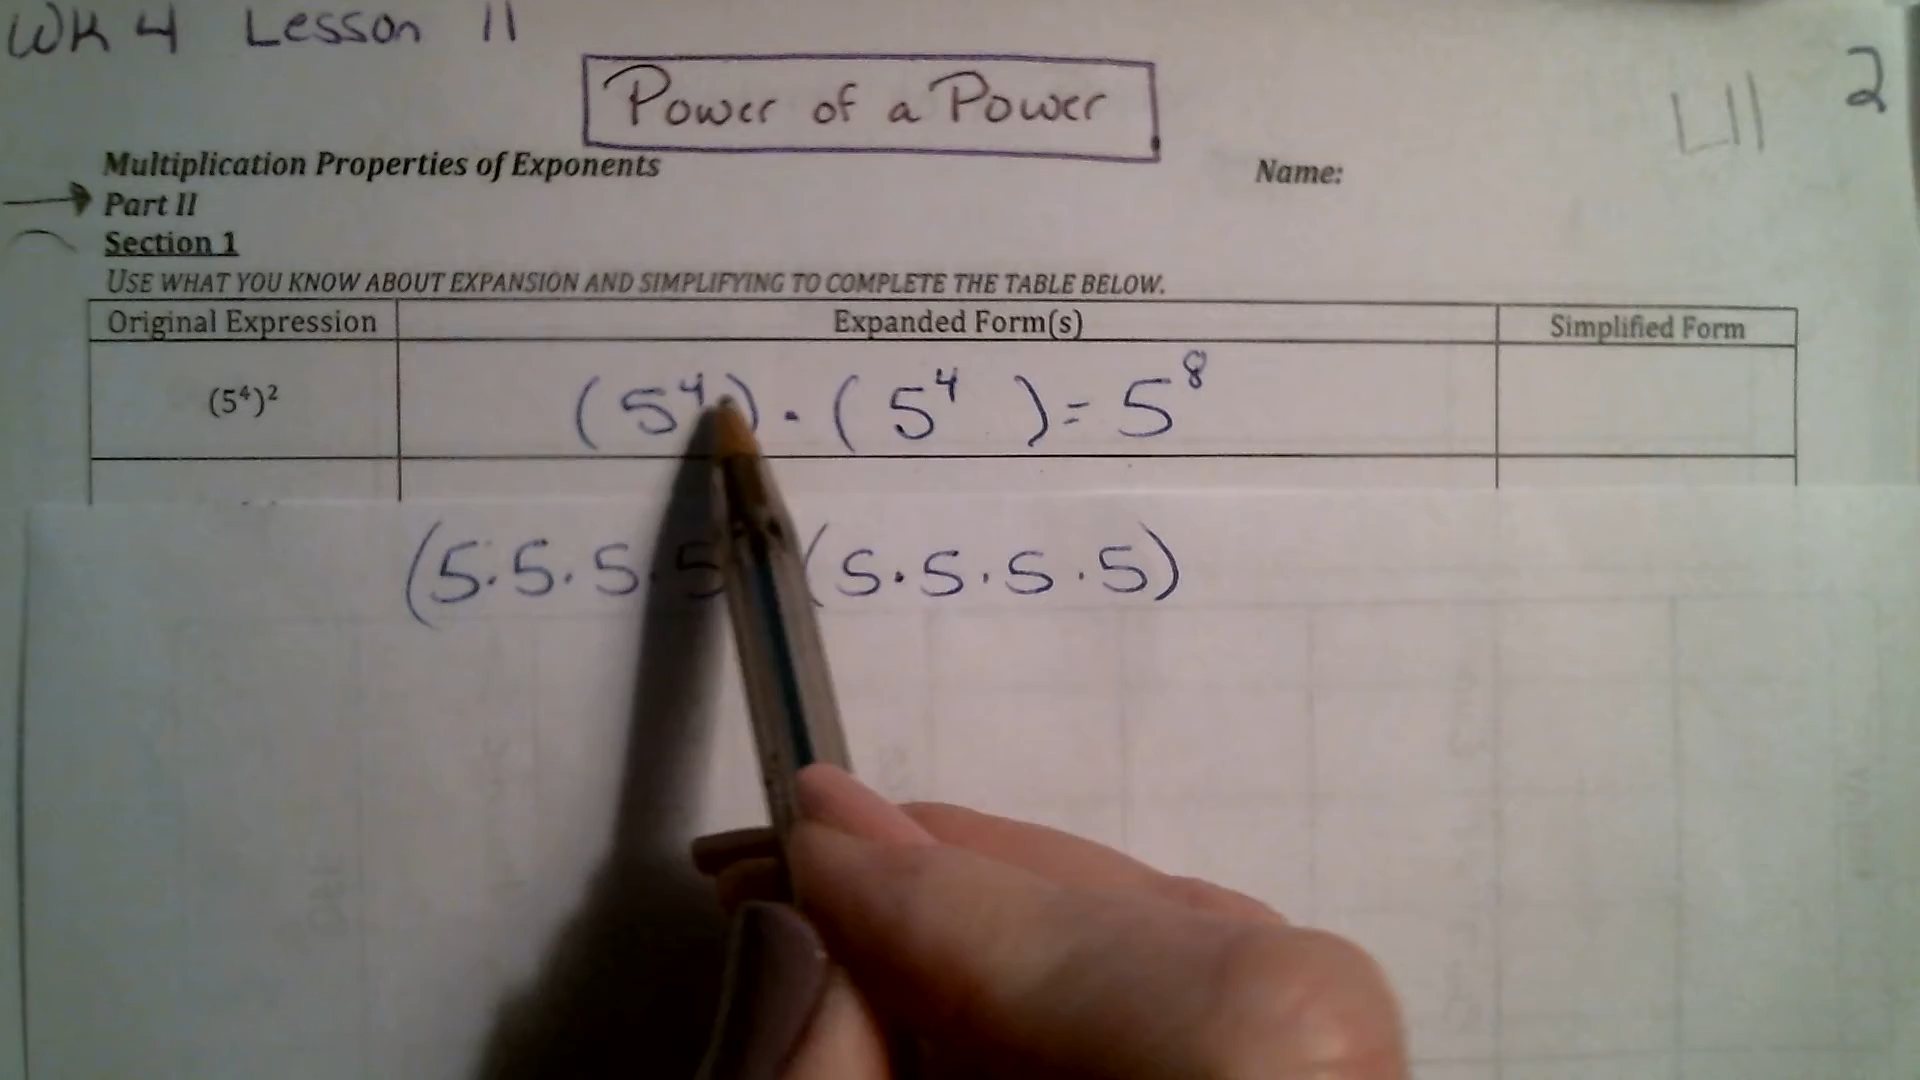 WK 4 Lesson 11
Power of a Power
L11 2
Multiplication Properties of Exponents
Name:
Part II
Section 1
USE WHAT YOU KNOW ABOUT EXPANSION AND SIMPLIFYING TO COMPLETE THE TABLE BELOW.
Original Expression Expanded Form(s) Simplified Form
(5⁴)² (5⁴) · (5⁴) = 5⁸
(5·5·5·5 (5·5·5·5)